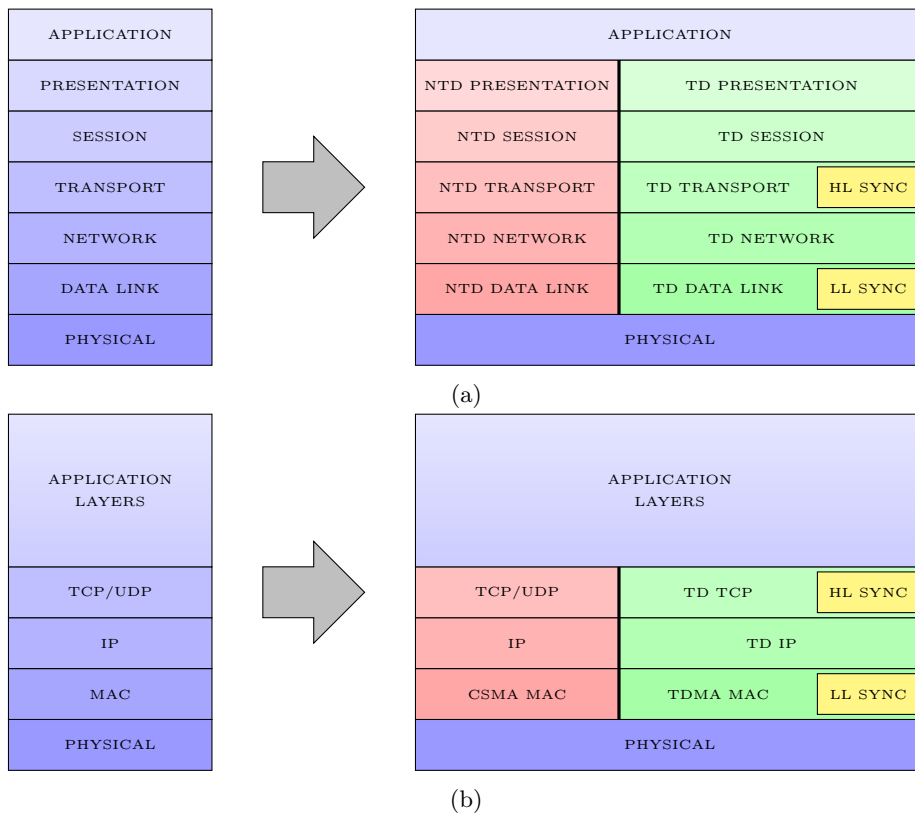 APPLICATION
PRESENTATION
SESSION
TRANSPORT
NETWORK
DATA LINK
PHYSICAL
APPLICATION
NTD PRESENTATION TD PRESENTATION
NTD SESSION TD SESSION
NTD TRANSPORT TD TRANSPORT HL SYNC
NTD NETWORK TD NETWORK
NTD DATA LINK TD DATA LINK LL SYNC
PHYSICAL
(a)
APPLICATION
LAYERS
TCP/UDP
IP
MAC
PHYSICAL
APPLICATION
LAYERS
TCP/UDP TD TCP HL SYNC
IP TD IP
CSMA MAC TDMA MAC LL SYNC
PHYSICAL
(b)